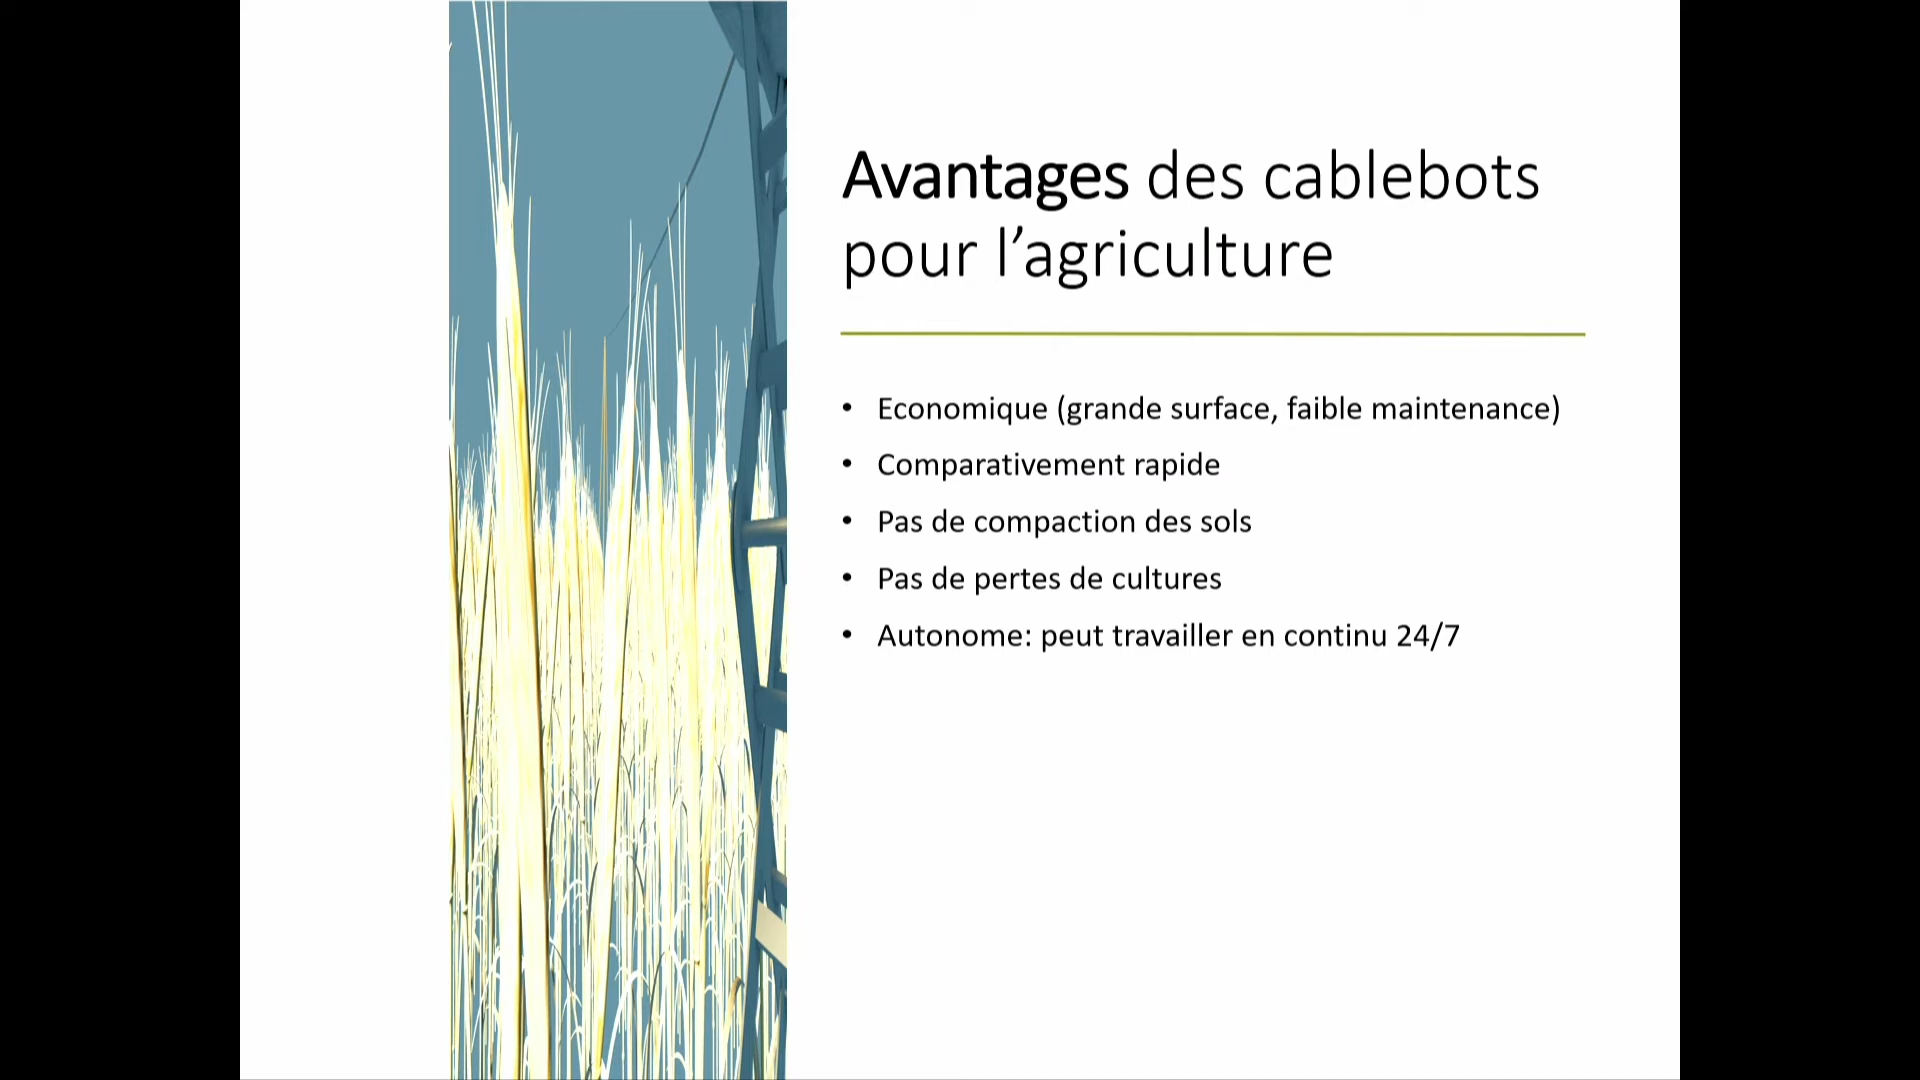 Avantages des cablebots
pour l’agriculture
• Economique (grande surface, faible maintenance)
• Comparativement rapide
• Pas de compaction des sols
• Pas de pertes de cultures
• Autonome: peut travailler en continu 24/7